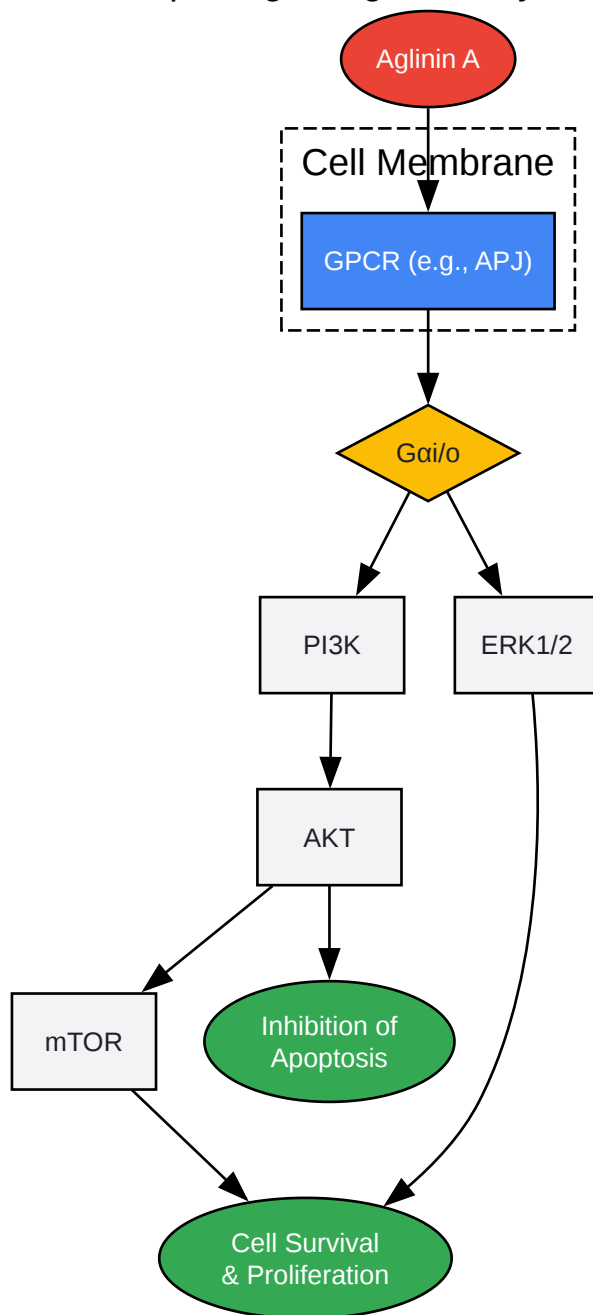 Aglinin A
Cell Membrane
GPCR (e.g., APJ)
Gαi/o
PI3K
ERK1/2
AKT
mTOR
Inhibition of
Apoptosis
Cell Survival
& Proliferation